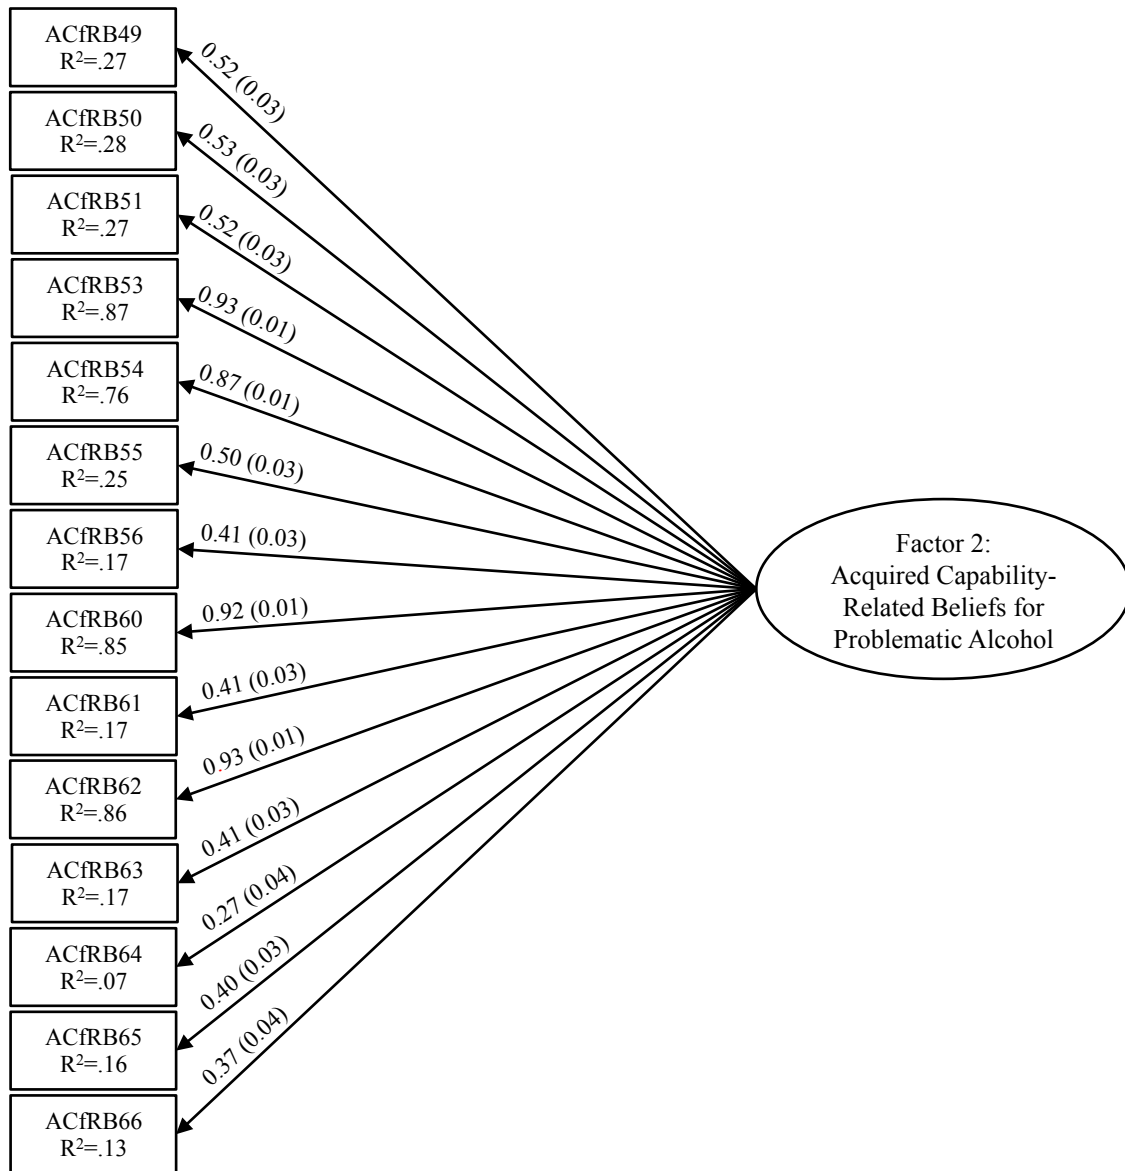 ACfRB49
R²=.27
0.52 (0.03)
ACfRB50
R²=.28
0.53 (0.03)
ACfRB51
R²=.27
0.52 (0.03)
ACfRB53
R²=.87
0.93 (0.01)
ACfRB54
R²=.76
0.87 (0.01)
ACfRB55
R²=.25
0.50 (0.03)
ACfRB56
R²=.17
0.41 (0.03)
ACfRB60
R²=.85
0.92 (0.01)
ACfRB61
R²=.17
0.41 (0.03)
ACfRB62
R²=.86
0.93 (0.01)
ACfRB63
R²=.17
0.41 (0.03)
ACfRB64
R²=.07
0.27 (0.04)
ACfRB65
R²=.16
0.40 (0.03)
ACfRB66
R²=.13
0.37 (0.04)
Factor 2:
Acquired Capability-
Related Beliefs for
Problematic Alcohol